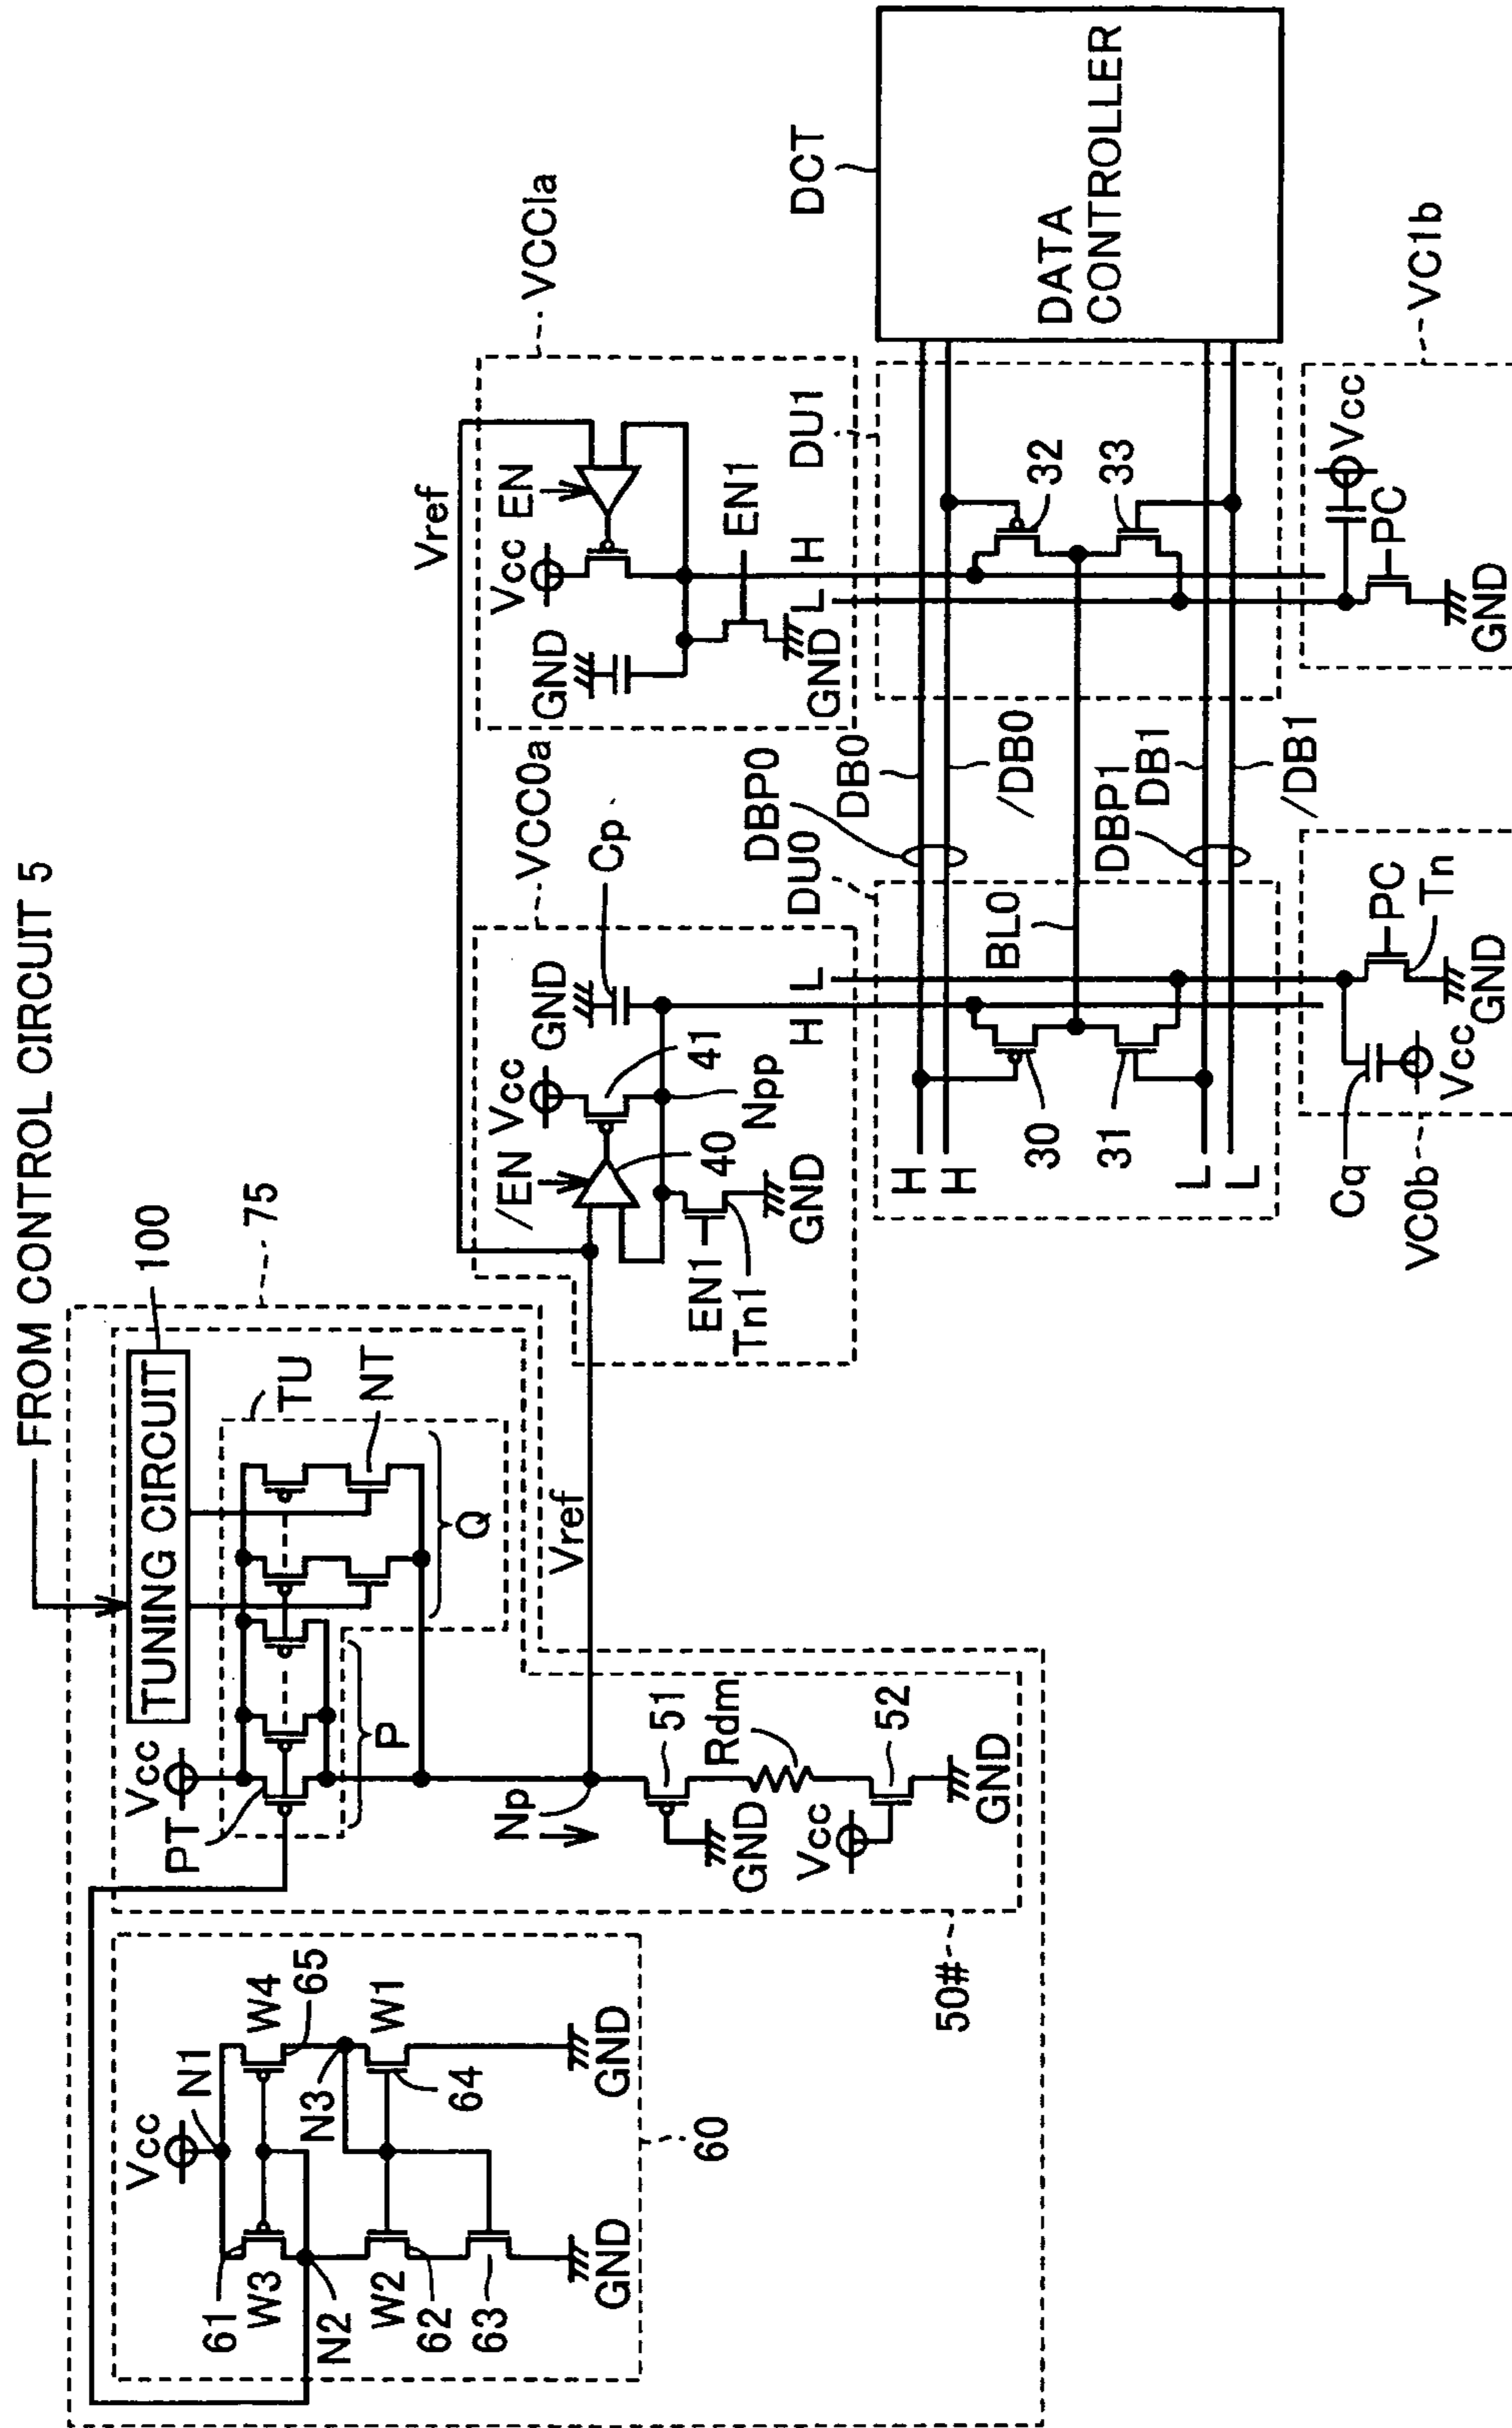 FROM CONTROL CIRCUIT 5
TUNING CIRCUIT
100
75
Vcc
PT
TU
NT
P
Q
Vcc
N1
61
W3
W4
65
N2
N3
W2
W1
62
64
63
GND
GND
60
Np
Vref
51
GND
Rdm
Vcc
52
GND
50#
Vref
/EN
Vcc
GND
Cp
VCC0a
40
41
EN1
Tn1
GND
Npp
H
L
GND
Vcc
EN
VCC1a
EN1
GND
L
H
DU0
DBP0
DB0
/DB0
DU1
DCT
H
H
30
BL0
32
DATA
CONTROLLER
31
DBP1
DB1
33
L
L
/DB1
Cq
VC0b
Vcc
PC
Tn
GND
Vcc
PC
GND
VC1b